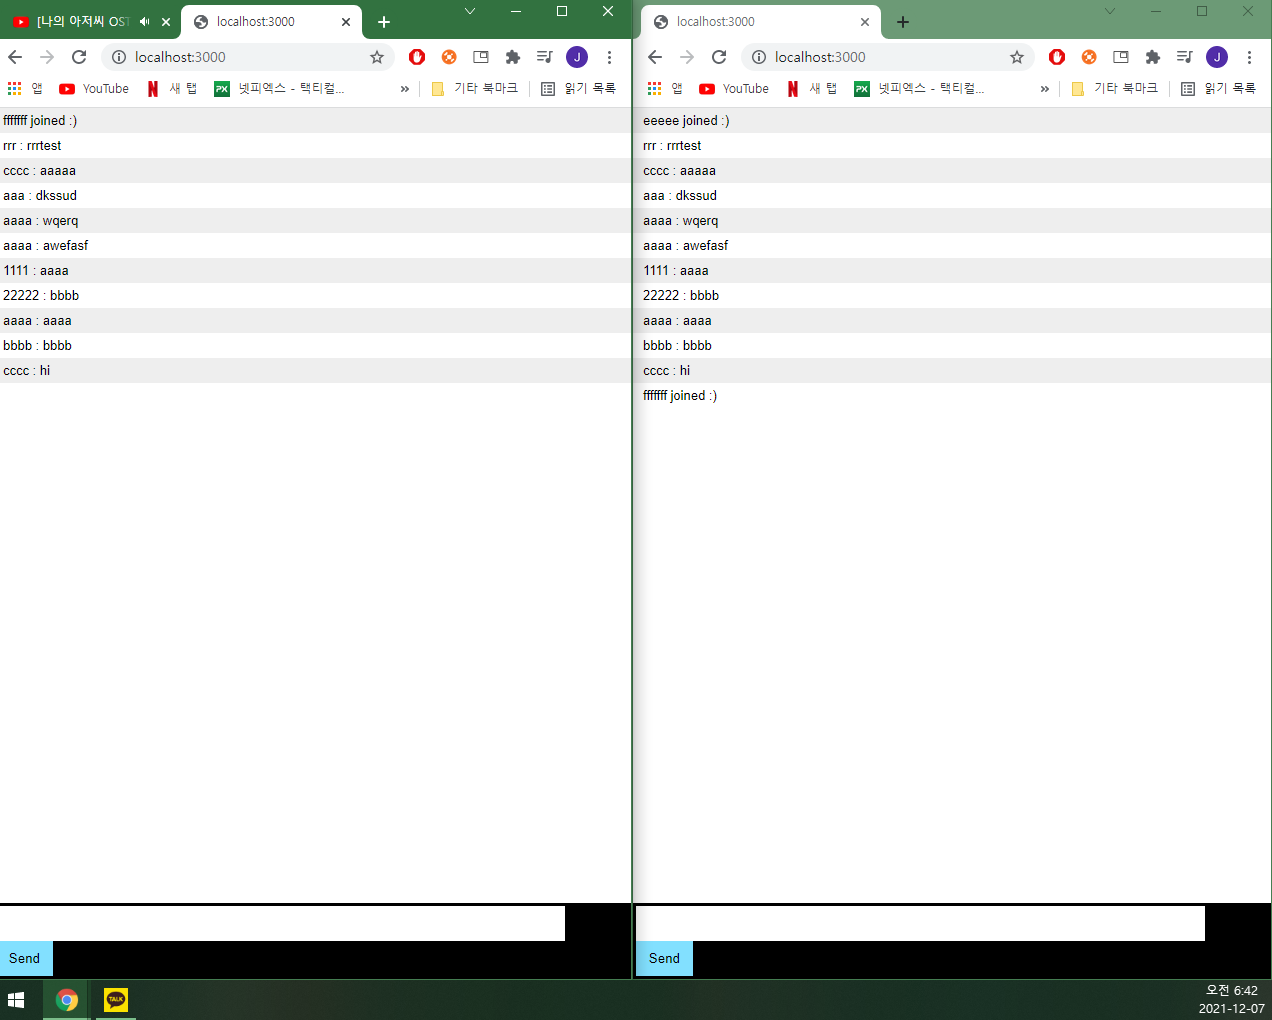 [나의 아저씨 OST
localhost:3000
localhost:3000
앱
YouTube
새 탭
넷피엑스 - 택티컬...
»
기타 북마크
읽기 목록
J
fffffff joined :)
rrr : rrrtest
cccc : aaaaa
aaa : dkssud
aaaa : wqerq
aaaa : awefasf
1111 : aaaa
22222 : bbbb
aaaa : aaaa
bbbb : bbbb
cccc : hi
Send
localhost:3000
localhost:3000
J
앱
YouTube
새 탭
넷피엑스 - 택티컬...
»
기타 북마크
읽기 목록
eeeee joined :)
rrr : rrrtest
cccc : aaaaa
aaa : dkssud
aaaa : wqerq
aaaa : awefasf
1111 : aaaa
22222 : bbbb
aaaa : aaaa
bbbb : bbbb
cccc : hi
fffffff joined :)
Send
TALK
오전 6:42
2021-12-07